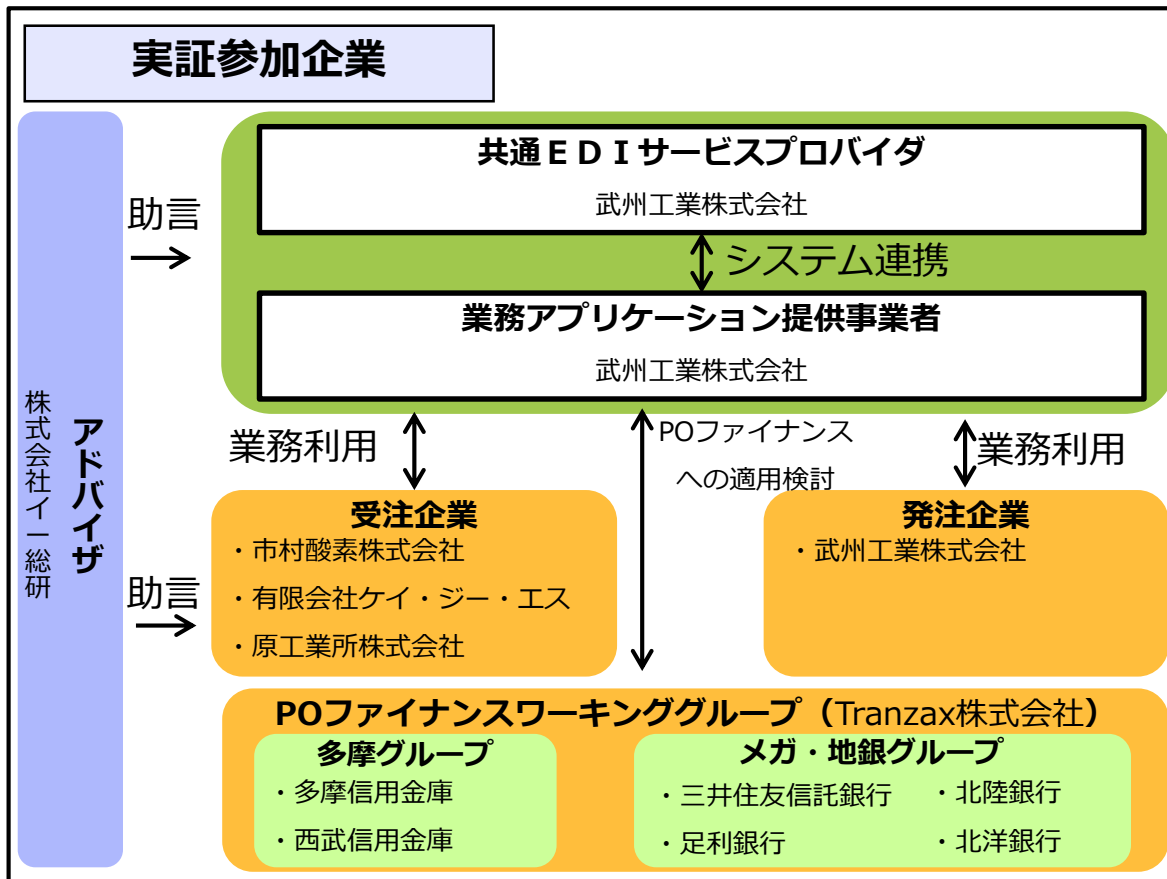 実証参加企業
アドバイザ
株式会社イー総研
助言
助言
共通ＥＤＩサービスプロバイダ
武州工業株式会社
システム連携
業務アプリケーション提供事業者
武州工業株式会社
業務利用
POファイナンス
への適用検討
業務利用
受注企業
・市村酸素株式会社
・有限会社ケイ・ジー・エス
・原工業所株式会社
発注企業
・武州工業株式会社
POファイナンスワーキンググループ（Tranzax株式会社）
多摩グループ
・多摩信用金庫
・西武信用金庫
メガ・地銀グループ
・三井住友信託銀行
・北陸銀行
・足利銀行
・北洋銀行